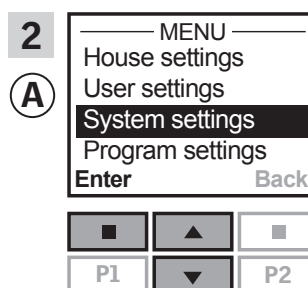 2
A
MENU
House settings
User settings
System settings
Program settings
Enter Back
P1 P2